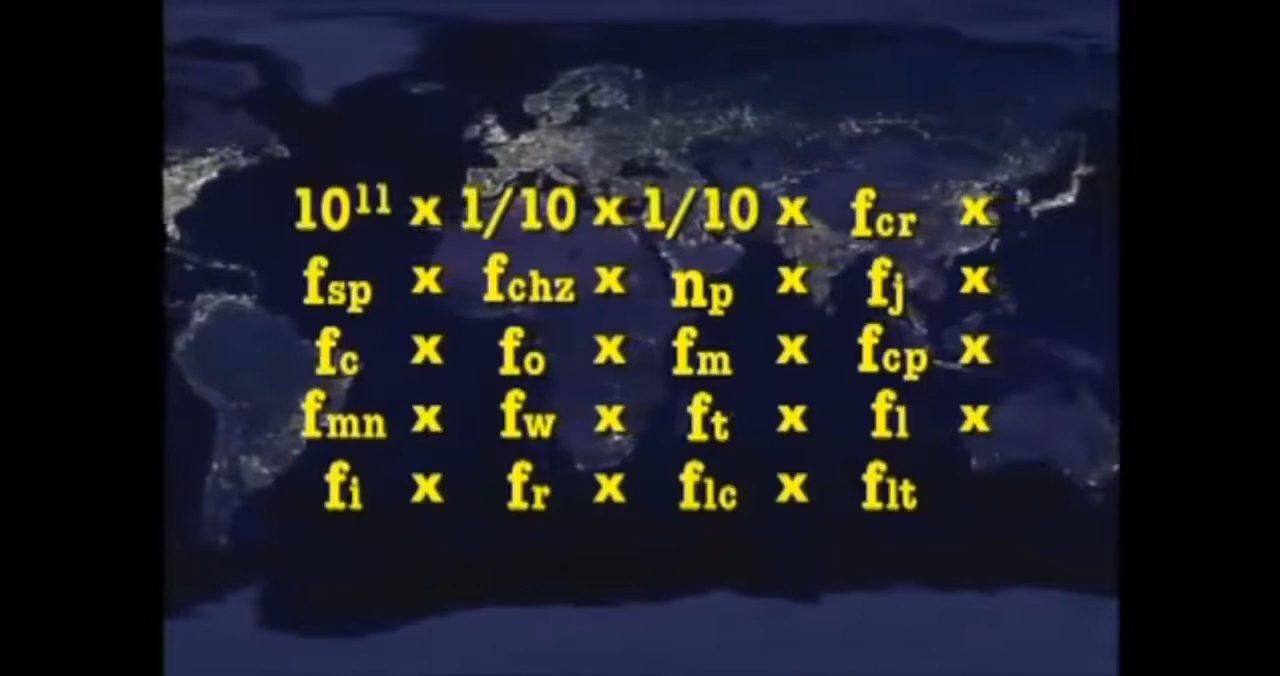 10¹¹ x 1/10 x 1/10 x fcr x
fsp x fchz x np x fj x
fc x fo x fm x fcp x
fmn x fw x ft x fl x
fi x fr x flc x flt